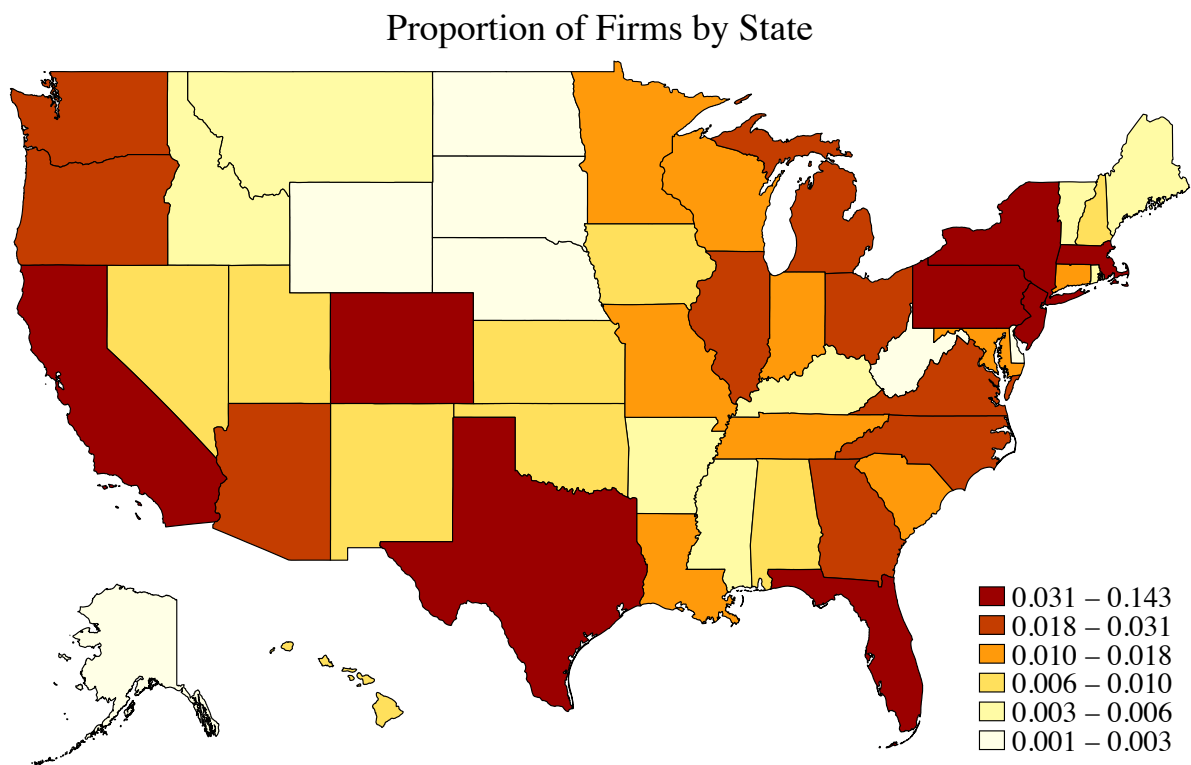 Proportion of Firms by State
0.031 – 0.143
0.018 – 0.031
0.010 – 0.018
0.006 – 0.010
0.003 – 0.006
0.001 – 0.003